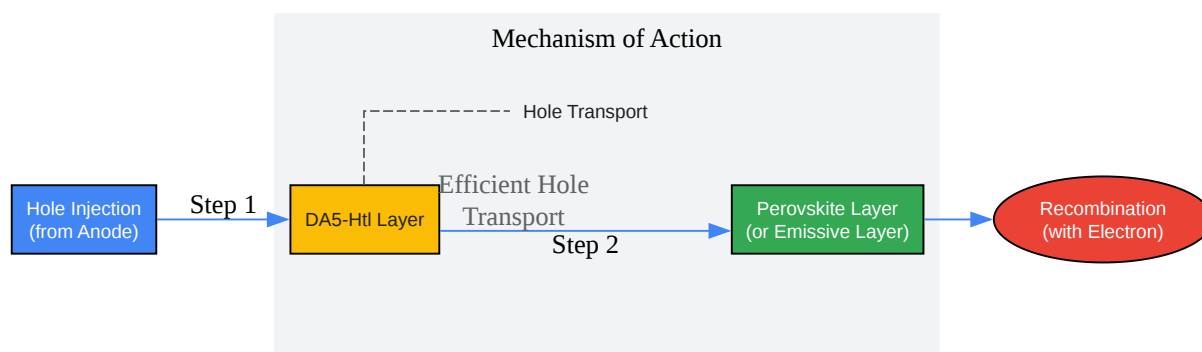 Mechanism of Action
Hole Transport
Hole Injection
(from Anode)
Step 1
DA5-Htl Layer
Efficient Hole
Transport
Step 2
Perovskite Layer
(or Emissive Layer)
Recombination
(with Electron)